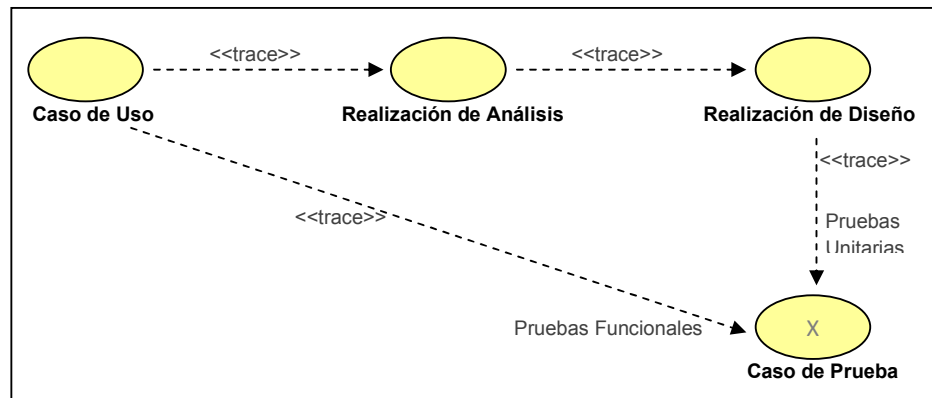 <<trace>>
<<trace>>
Caso de Uso
Realización de Análisis
Realización de Diseño
<<trace>>
<<trace>>
Pruebas
Unitarias
Pruebas Funcionales
X
Caso de Prueba